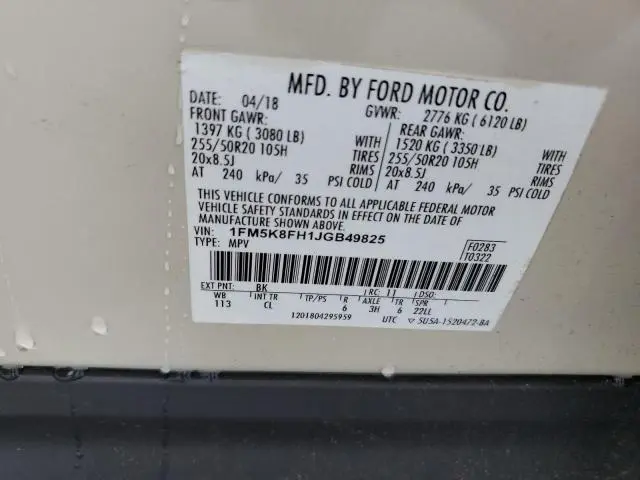 MFD. BY FORD MOTOR CO.
DATE: 04/18 GVWR: 2776 KG ( 6120 LB)
FRONT GAWR: REAR GAWR:
1397 KG ( 3080 LB) 1520 KG ( 3350 LB)
255/50R20 105H TIRES 255/50R20 105H TIRES
20x8.5J RIMS 20x8.5J RIMS
AT 240 kPa/ 35 PSI COLD AT 240 kPa/ 35 PSI COLD
THIS VEHICLE CONFORMS TO ALL APPLICABLE FEDERAL MOTOR
VEHICLE SAFETY STANDARDS IN EFFECT ON THE DATE OF
MANUFACTURE SHOWN ABOVE.
VIN: 1FM5K8FH1JGB49825
TYPE: MPV
F0283
T0322
EXT PNT: BK RC: 11 DSO:
WB INT TR TP/PS R AXLE TR SPR
113 CL 6 3H 6 22LL
1201804295959 UTC ▽ SU5A-1520472-BA